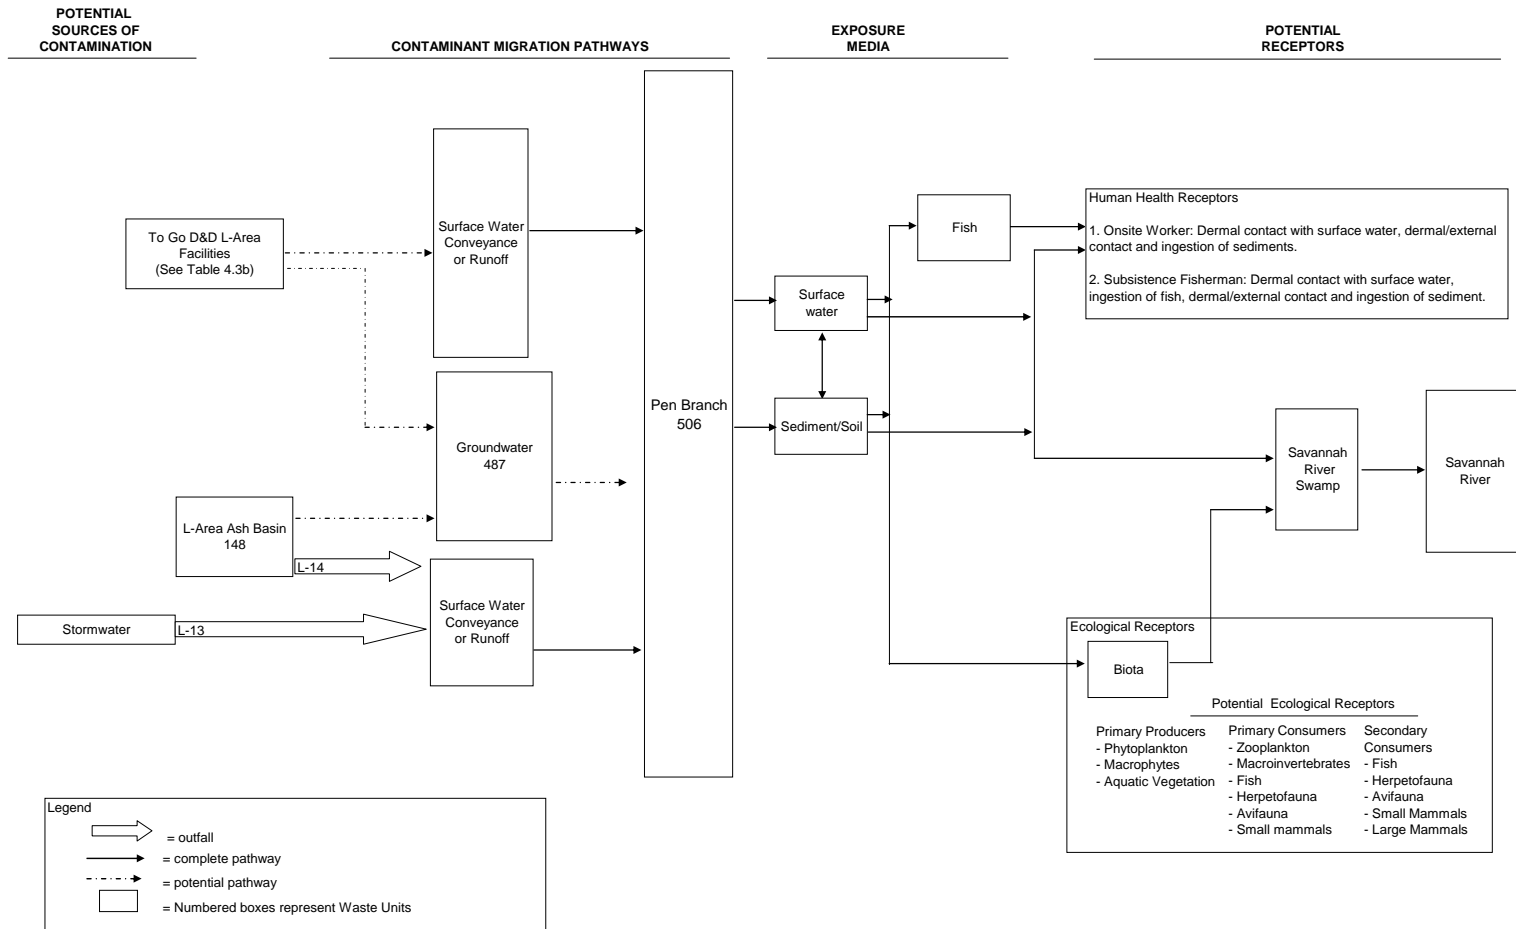 POTENTIAL
SOURCES OF
CONTAMINATION
CONTAMINANT MIGRATION PATHWAYS
EXPOSURE
MEDIA
POTENTIAL
RECEPTORS
To Go D&D L-Area
Facilities
(See Table 4.3b)
Surface Water
Conveyance
or Runoff
Groundwater
487
L-Area Ash Basin
148
L-14
Stormwater
L-13
Surface Water
Conveyance
or Runoff
Pen Branch
506
Surface
water
Sediment/Soil
Fish
Human Health Receptors
1. Onsite Worker: Dermal contact with surface water, dermal/external
contact and ingestion of sediments.
2. Subsistence Fisherman: Dermal contact with surface water,
ingestion of fish, dermal/external contact and ingestion of sediment.
Savannah
River
Swamp
Savannah
River
Ecological Receptors
Biota
Potential Ecological Receptors
Primary Producers
- Phytoplankton
- Macrophytes
- Aquatic Vegetation
Primary Consumers
- Zooplankton
- Macroinvertebrates
- Fish
- Herpetofauna
- Avifauna
- Small mammals
Secondary
Consumers
- Fish
- Herpetofauna
- Avifauna
- Small Mammals
- Large Mammals
Legend
= outfall
= complete pathway
= potential pathway
= Numbered boxes represent Waste Units